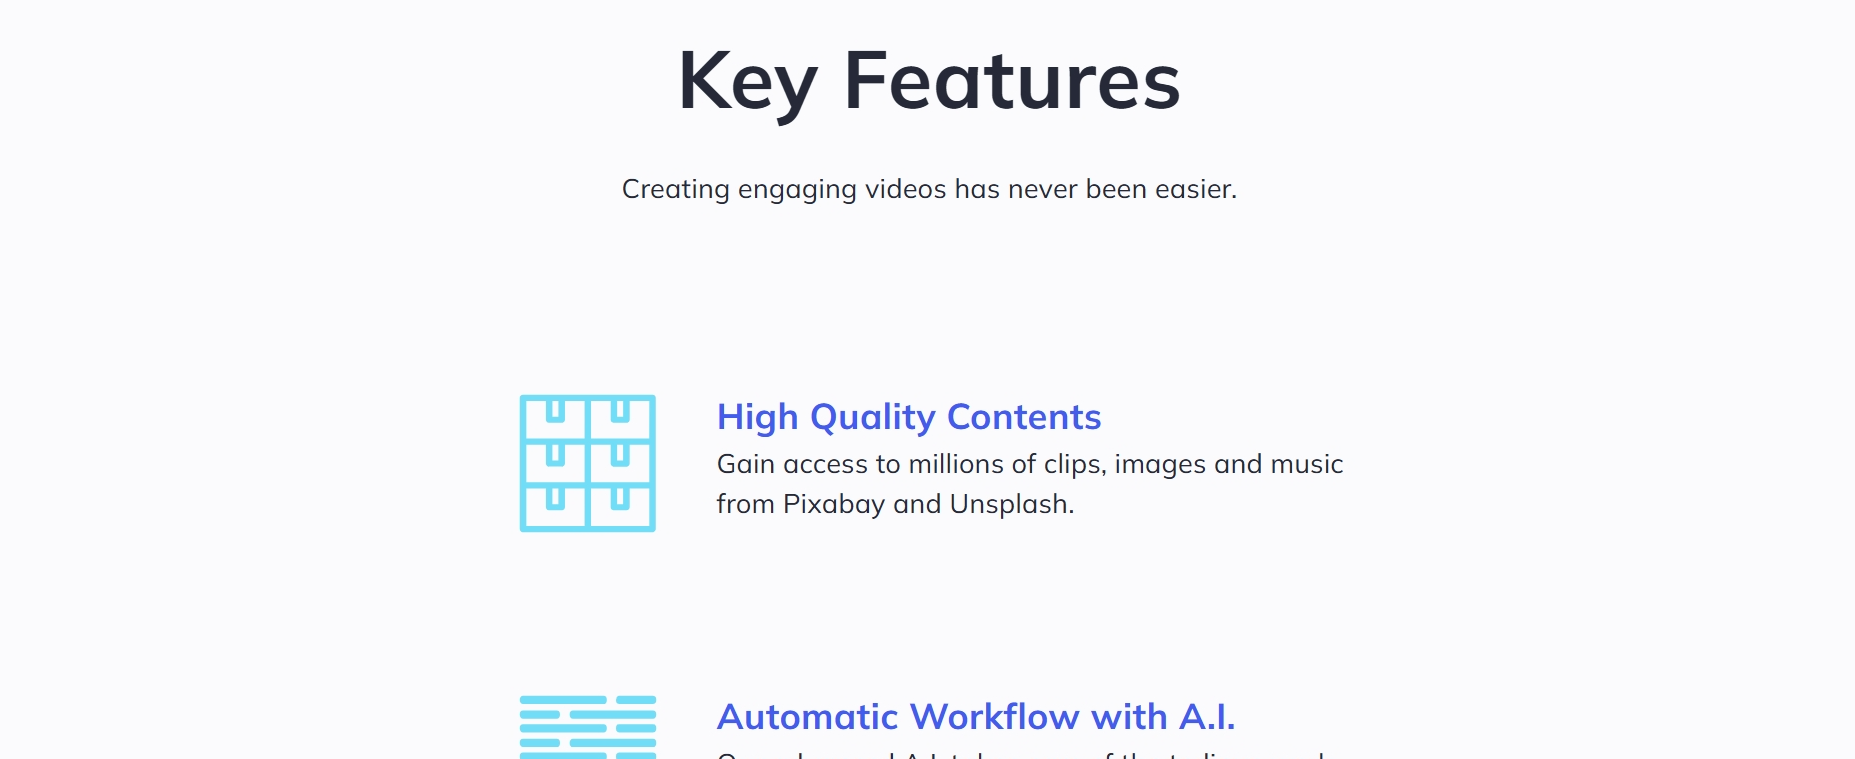 Key Features
Creating engaging videos has never been easier.
High Quality Contents
Gain access to millions of clips, images and music
from Pixabay and Unsplash.
Automatic Workflow with A.I.